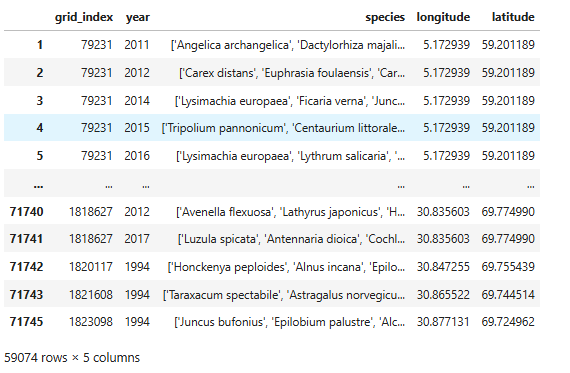 grid_index year species longitude latitude
1 79231 2011 ['Angelica archangelica', 'Dactylorhiza majali... 5.172939 59.201189
2 79231 2012 ['Carex distans', 'Euphrasia foulaensis', 'Car... 5.172939 59.201189
3 79231 2014 ['Lysimachia europaea', 'Ficaria verna', 'Junc... 5.172939 59.201189
4 79231 2015 ['Tripolium pannonicum', 'Centaurium littorale... 5.172939 59.201189
5 79231 2016 ['Lysimachia europaea', 'Lythrum salicaria', '... 5.172939 59.201189
... ... ... ... ... ...
71740 1818627 2012 ['Avenella flexuosa', 'Lathyrus japonicus', 'H... 30.835603 69.774990
71741 1818627 2017 ['Luzula spicata', 'Antennaria dioica', 'Cochl... 30.835603 69.774990
71742 1820117 1994 ['Honckenya peploides', 'Alnus incana', 'Epilo... 30.847255 69.755439
71743 1821608 1994 ['Taraxacum spectabile', 'Astragalus norvegicu... 30.865522 69.744514
71745 1823098 1994 ['Juncus bufonius', 'Epilobium palustre', 'Alc... 30.877131 69.724962
59074 rows × 5 columns